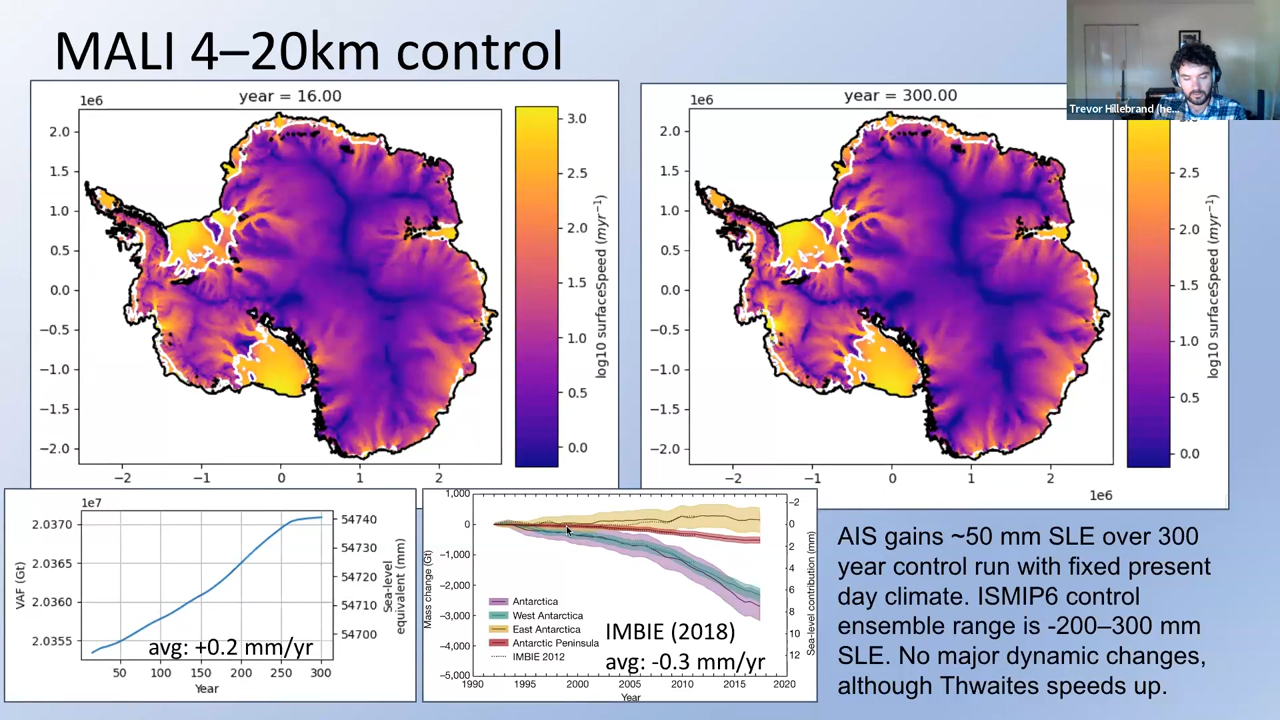 MALI 4–20km control
Trevor Hillebrand (he...
year = 16.00
1e6
2.0
1.5
1.0
0.5
0.0
−0.5
−1.0
−1.5
−2.0
−2
−1
0
1
2
3.0
2.5
2.0
1.5
1.0
0.5
0.0
log10 surfaceSpeed (myr⁻¹)
year = 300.00
1e6
2.0
1.5
1.0
0.5
0.0
−0.5
−1.0
−1.5
−2.0
−2
−1
0
1
2
1e6
2.5
2.0
1.5
1.0
0.5
0.0
log10 surfaceSpeed (myr⁻¹)
1e7
2.0370
2.0365
2.0360
2.0355
VAF (Gt)
50
100
150
200
250
300
Year
54740
54730
54720
54710
54700
Sea-level
equivalent (mm)
avg: +0.2 mm/yr
1,000
0
−1,000
−2,000
−3,000
−4,000
−5,000
Mass change (Gt)
1990
1995
2000
2005
2010
2015
2020
Year
−2
0
2
4
6
8
10
12
Sea-level contribution (mm)
Antarctica
West Antarctica
East Antarctica
Antarctic Peninsula
IMBIE 2012
IMBIE (2018)
avg: -0.3 mm/yr
AIS gains ~50 mm SLE over 300
year control run with fixed present
day climate. ISMIP6 control
ensemble range is -200–300 mm
SLE. No major dynamic changes,
although Thwaites speeds up.